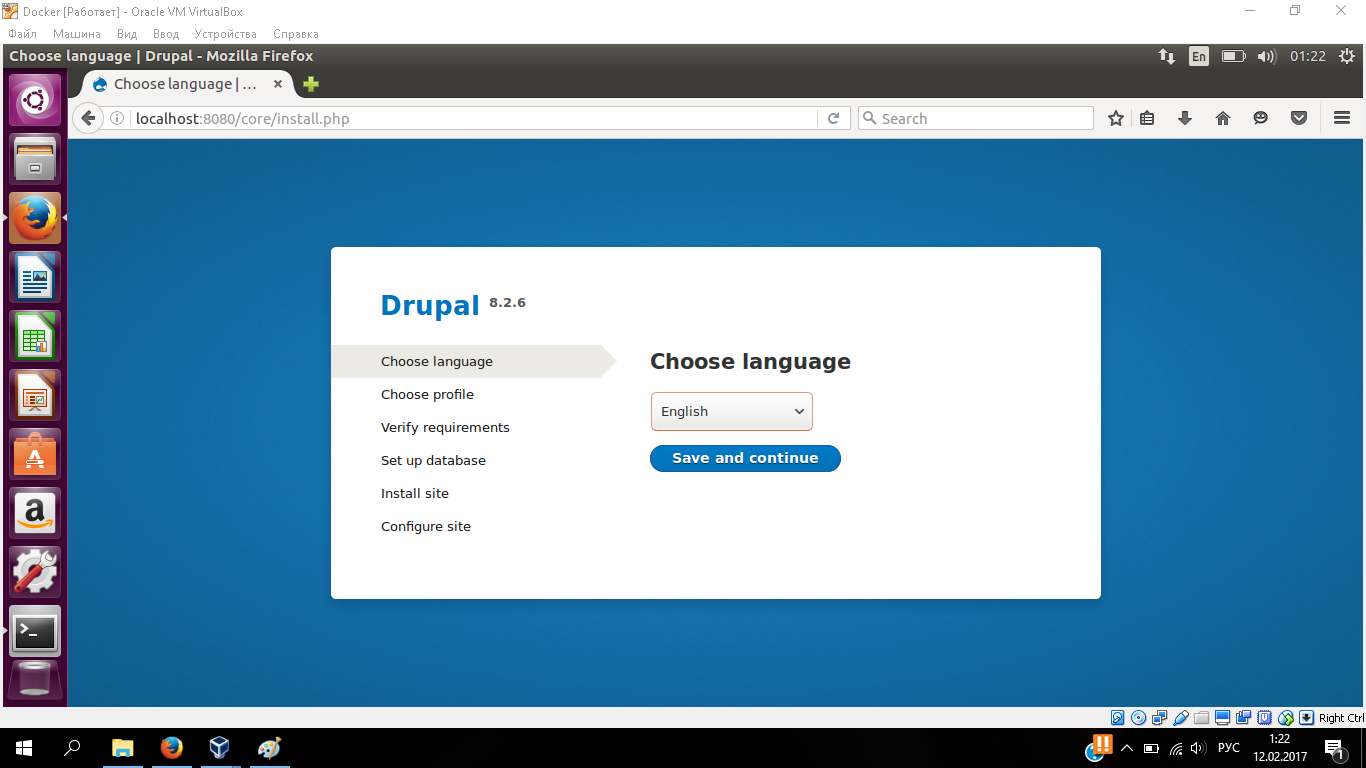 Docker [Работает] - Oracle VM VirtualBox
Файл Машина Вид Ввод Устройства Справка
Choose language | Drupal - Mozilla Firefox
En
01:22
Choose language | ...
localhost:8080/core/install.php
Search
Drupal 8.2.6
Choose language
Choose profile
Verify requirements
Set up database
Install site
Configure site
Choose language
English
Save and continue
Right Ctrl
РУС
1:22
12.02.2017
1